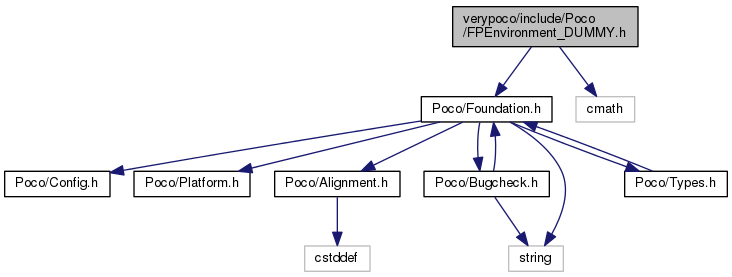 verypoco/include/Poco
/FPEnvironment_DUMMY.h
Poco/Foundation.h
cmath
Poco/Config.h
Poco/Platform.h
Poco/Alignment.h
Poco/Bugcheck.h
Poco/Types.h
cstddef
string